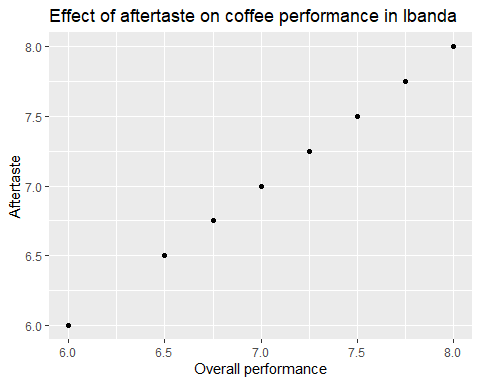 Effect of aftertaste on coffee performance in Ibanda
8.0
7.5
7.0
6.5
6.0
Aftertaste
6.0 6.5 7.0 7.5 8.0
Overall performance